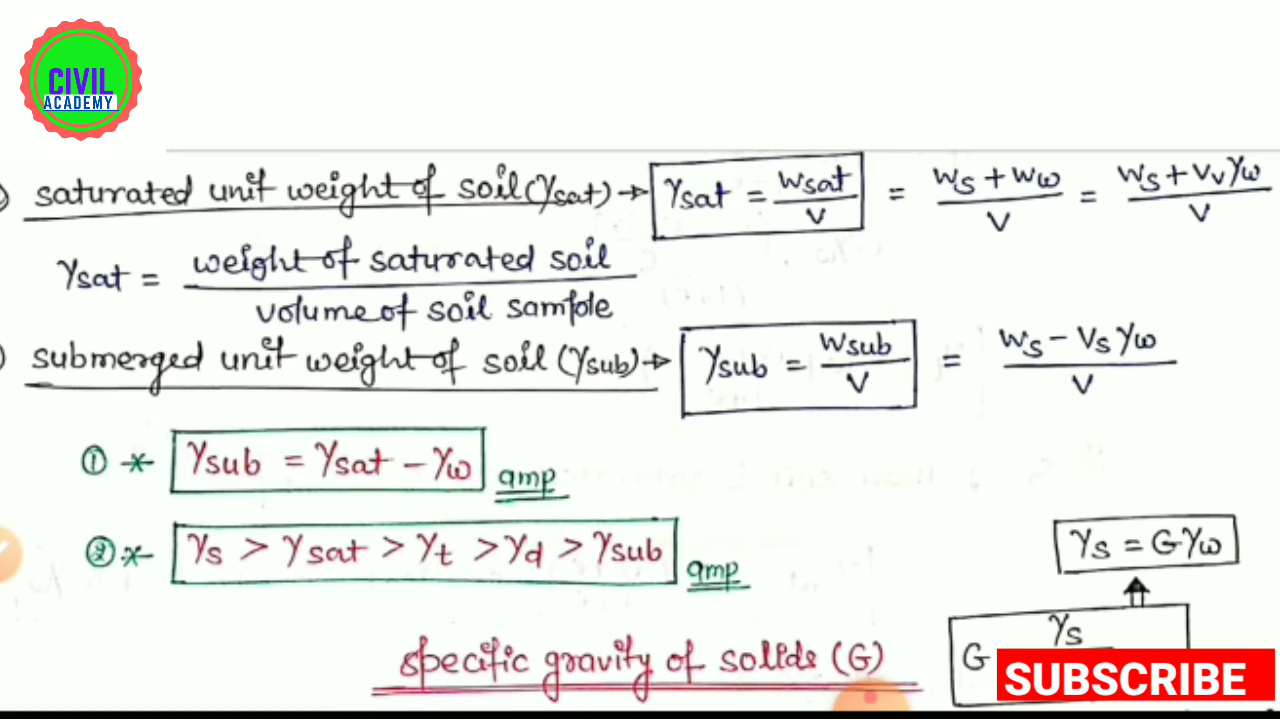 CIVIL
ACADEMY
saturated unit weight of soil (γsat) → γsat = Wsat/V = Ws + Ww/V = Ws + Vvγw/V
γsat = weight of saturated soil/volume of soil sample
submerged unit weight of soil (γsub) → γsub = Wsub/V = Ws - Vsγw/V
① * γsub = γsat - γw amp
② * γs > γsat > γt > γd > γsub amp
γs = Gγw
specific gravity of solids (G)
G γs
SUBSCRIBE